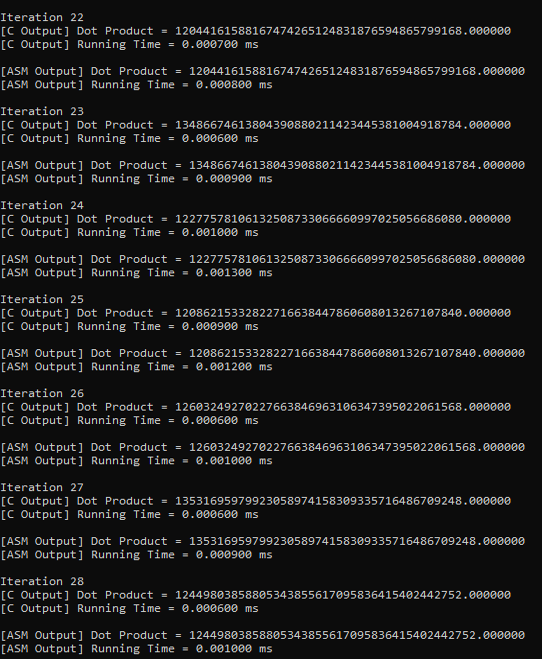 Iteration 22
[C Output] Dot Product = 120441615881674742651248318765948657991​68.000000
[C Output] Running Time = 0.000700 ms
[ASM Output] Dot Product = 12044161588167474265124831876594865799168.000000
[ASM Output] Running Time = 0.000800 ms
Iteration 23
[C Output] Dot Product = 13486674613804390880211423445381004918784.000000
[C Output] Running Time = 0.000600 ms
[ASM Output] Dot Product = 13486674613804390880211423445381004918784.000000
[ASM Output] Running Time = 0.000900 ms
Iteration 24
[C Output] Dot Product = 12277578106132508733066660997025056686080.000000
[C Output] Running Time = 0.001000 ms
[ASM Output] Dot Product = 12277578106132508733066660997025056686080.000000
[ASM Output] Running Time = 0.001300 ms
Iteration 25
[C Output] Dot Product = 12086215332822716638447860608013267107840.000000
[C Output] Running Time = 0.000900 ms
[ASM Output] Dot Product = 12086215332822716638447860608013267107840.000000
[ASM Output] Running Time = 0.001200 ms
Iteration 26
[C Output] Dot Product = 12603249270227663846963106347395022061568.000000
[C Output] Running Time = 0.000600 ms
[ASM Output] Dot Product = 12603249270227663846963106347395022061568.000000
[ASM Output] Running Time = 0.001000 ms
Iteration 27
[C Output] Dot Product = 13531695979923058974158309335716486709248.000000
[C Output] Running Time = 0.000600 ms
[ASM Output] Dot Product = 13531695979923058974158309335716486709248.000000
[ASM Output] Running Time = 0.000900 ms
Iteration 28
[C Output] Dot Product = 12449803858805343855617095836415402442752.000000
[C Output] Running Time = 0.000600 ms
[ASM Output] Dot Product = 12449803858805343855617095836415402442752.000000
[ASM Output] Running Time = 0.001000 ms